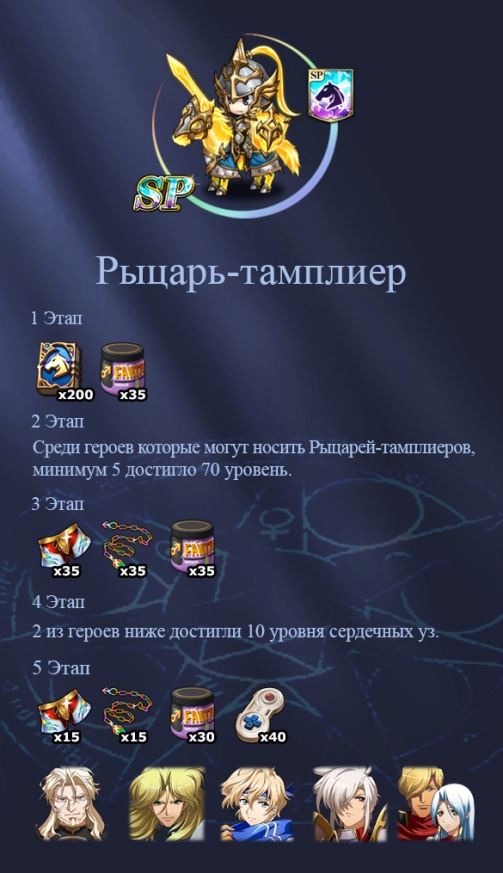 SP
SP
Рыцарь-тамплиер
1 Этап
x200
x35
2 Этап
Среди героев которые могут носить Рыцарей-тамплиеров,
минимум 5 достигло 70 уровень.
3 Этап
x35
x35
x35
4 Этап
2 из героев ниже достигли 10 уровня сердечных уз.
5 Этап
x15
x15
x30
x40